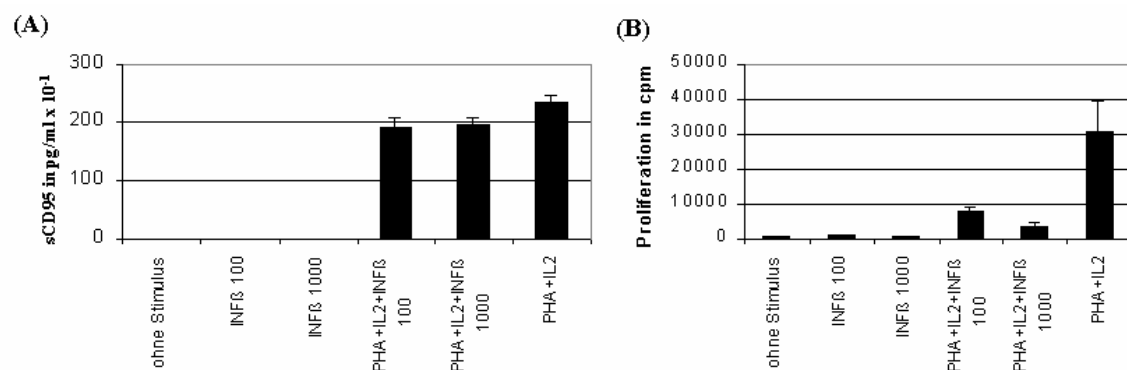 (A)
sCD95 in pg/ml x 10-1
300
200
100
0
ohne Stimulus
INFß 100
INFß 1000
PHA+IL2+INFß
100
PHA+IL2+INFß
1000
PHA+IL2
(B)
Proliferation in cpm
50000
40000
30000
20000
10000
0
ohne Stimulus
INFß 100
INFß 1000
PHA+IL2+INFß
100
PHA+IL2+INFß
1000
PHA+IL2